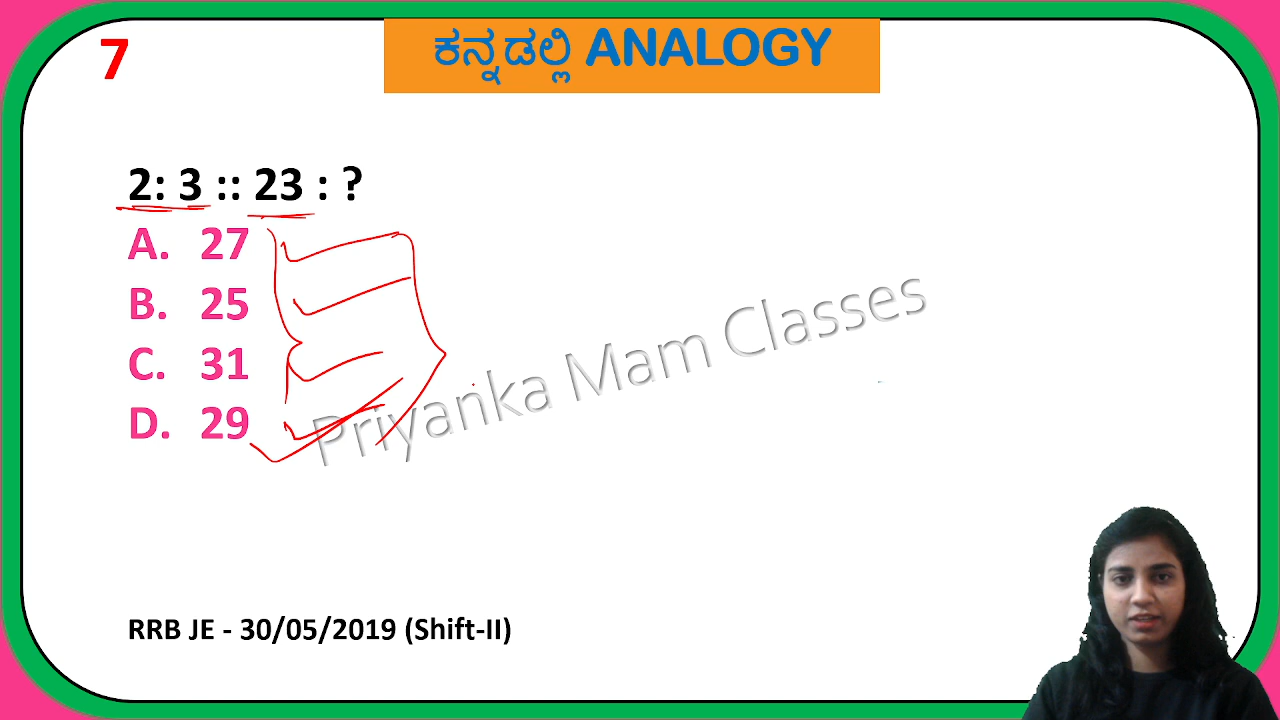 7
ಕನ್ನಡಲ್ಲಿ ANALOGY
2: 3 :: 23 : ?
A. 27
B. 25
C. 31
D. 29
Priyanka Mam Classes
RRB JE - 30/05/2019 (Shift-II)